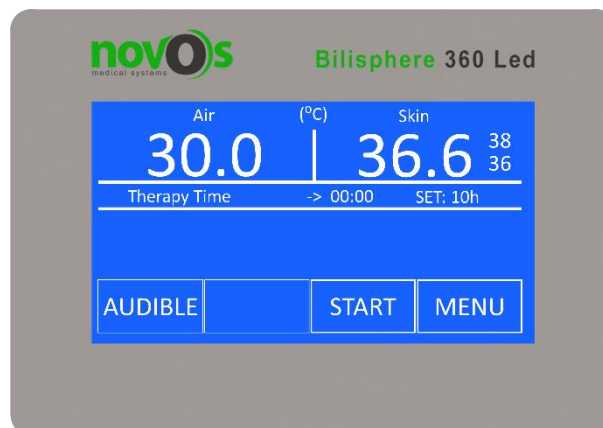 novOs
medical systems
Bilisphere 360 Led
Air (ºC) Skin
30.0 36.6 38
36
Therapy Time -> 00:00 SET: 10h
AUDIBLE START MENU